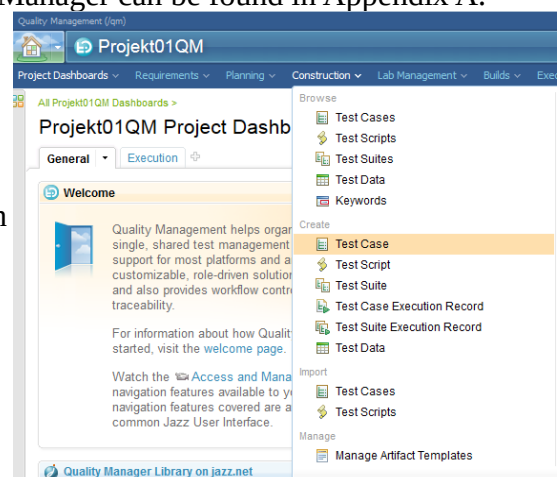 Manager can be found in Appendix A.
Quality Management (/qm)
Projekt01QM
Project Dashboards Requirements Planning Construction Lab Management Builds Exec
All Projekt01QM Dashboards >
Projekt01QM Project Dashb
General Execution
Welcome
Quality Management helps organ
single, shared test management
support for most platforms and a
customizable, role-driven solution
and also provides workflow contr
traceability.
For information about how Qualit
started, visit the welcome page.
Watch the Access and Mana
navigation features available to y
navigation features covered are a
common Jazz User Interface.
Quality Manager Library on jazz.net
n
Browse
Test Cases
Test Scripts
Test Suites
Test Data
Keywords
Create
Test Case
Test Script
Test Suite
Test Case Execution Record
Test Suite Execution Record
Test Data
Import
Test Cases
Test Scripts
Manage
Manage Artifact Templates